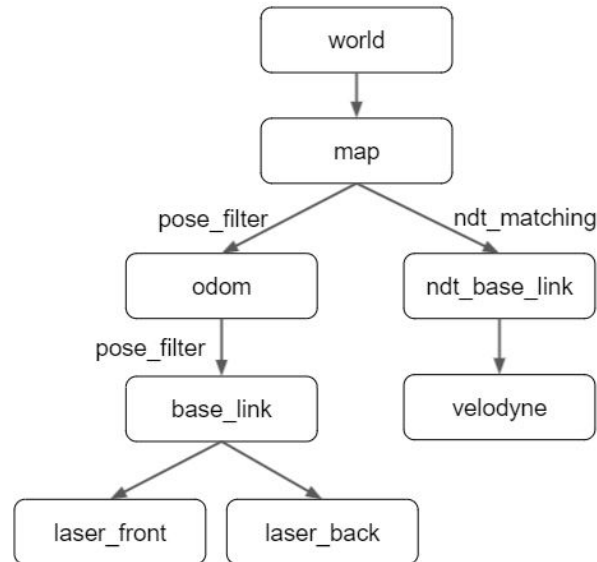 world
map
pose_filter
ndt_matching
odom
ndt_base_link
pose_filter
base_link
velodyne
laser_front
laser_back